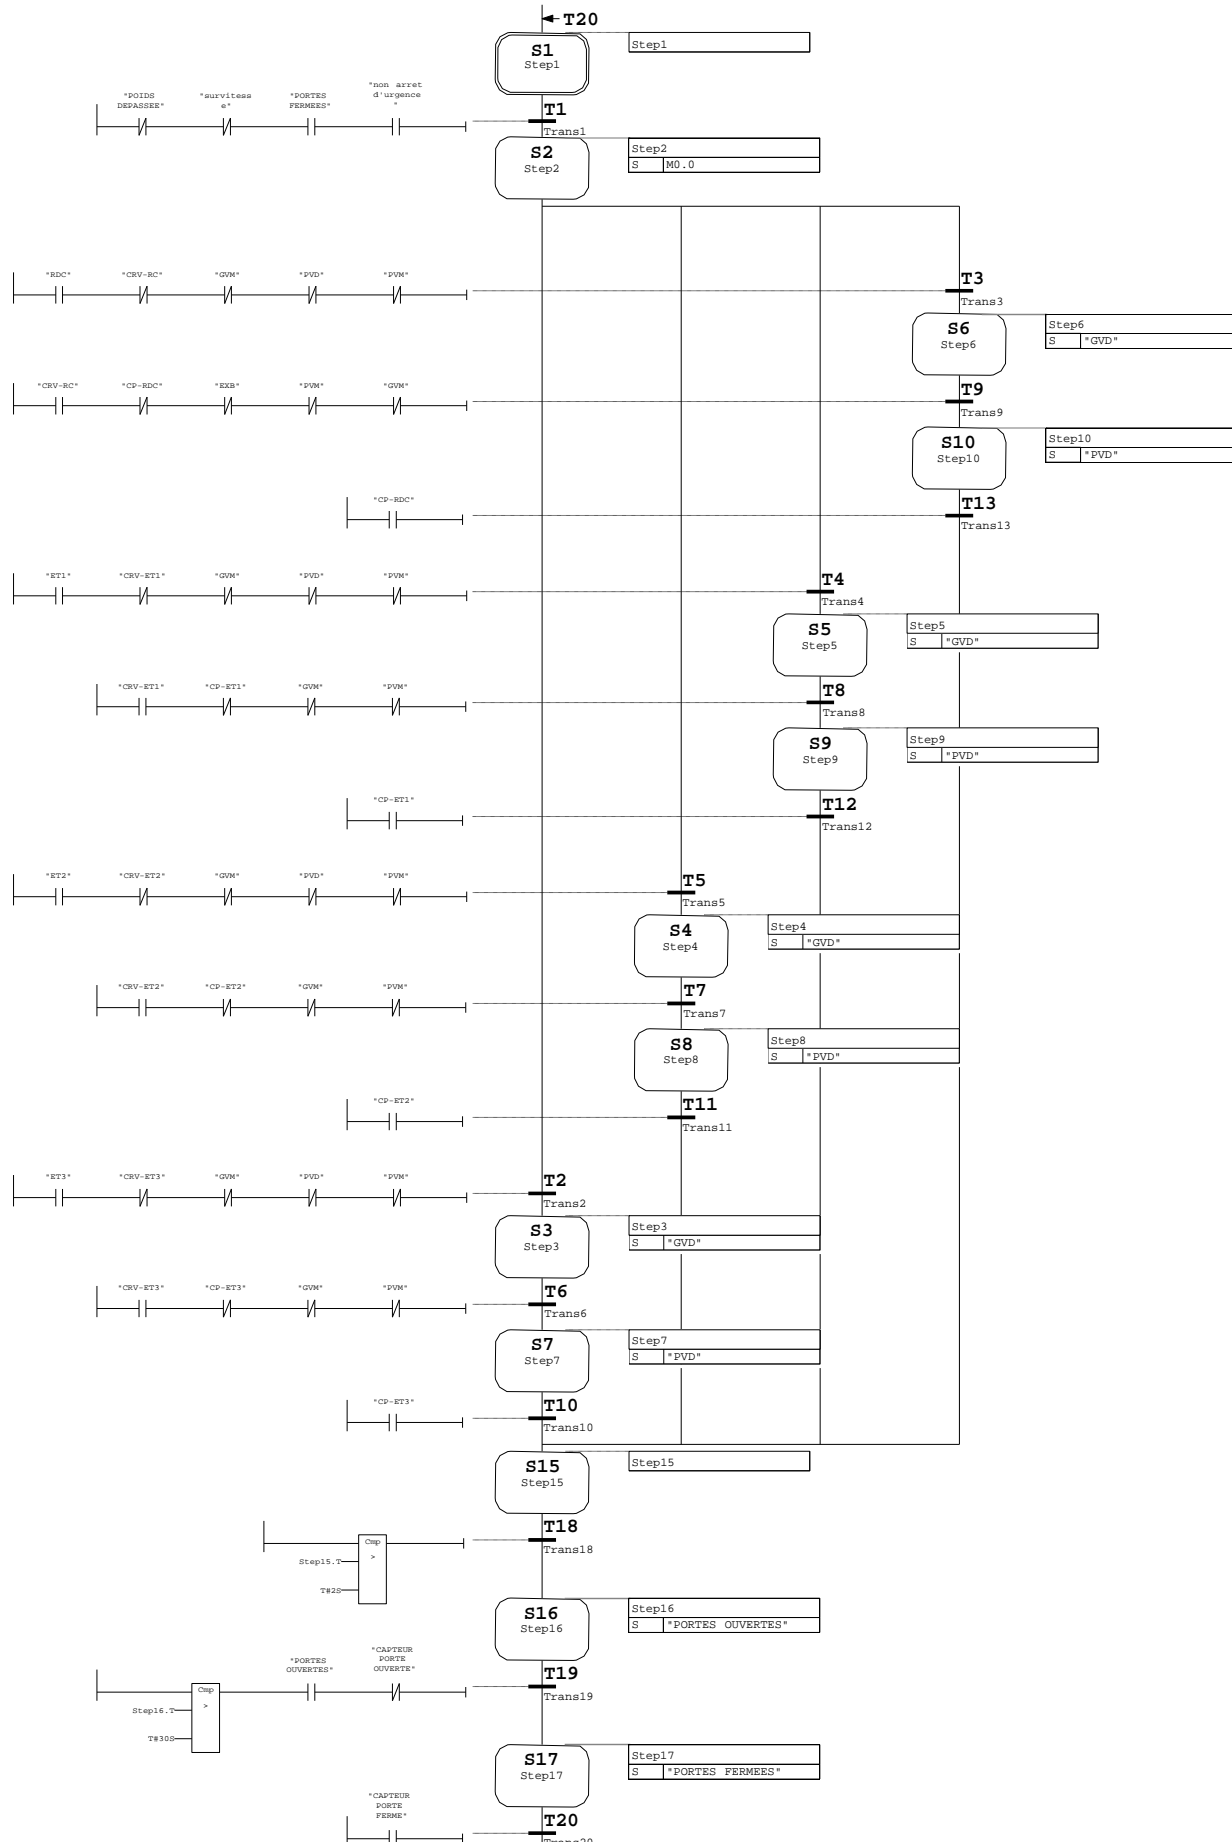 T20
S1
Step1
Step1
"POIDS
DEPASSEE"
"survitess
e"
"PORTES
FERMEES"
"non arret
d'urgence
"
T1
Trans1
S2
Step2
Step2
S M0.0
"RDC" "CRV-RC" "GVM" "PVD" "PVM"
T3
Trans3
S6
Step6
Step6
S "GVD"
"CRV-RC" "CP-RDC" "EXB" "PVM" "GVM"
T9
Trans9
S10
Step10
Step10
S "PVD"
"CP-RDC"
T13
Trans13
"ET1" "CRV-ET1" "GVM" "PVD" "PVM"
T4
Trans4
S5
Step5
Step5
S "GVD"
"CRV-ET1" "CP-ET1" "GVM" "PVM"
T8
Trans8
S9
Step9
Step9
S "PVD"
"CP-ET1"
T12
Trans12
"ET2" "CRV-ET2" "GVM" "PVD" "PVM"
T5
Trans5
S4
Step4
Step4
S "GVD"
"CRV-ET2" "CP-ET2" "GVM" "PVM"
T7
Trans7
S8
Step8
Step8
S "PVD"
"CP-ET2"
T11
Trans11
"ET3" "CRV-ET3" "GVM" "PVD" "PVM"
T2
Trans2
S3
Step3
Step3
S "GVD"
"CRV-ET3" "CP-ET3" "GVM" "PVM"
T6
Trans6
S7
Step7
Step7
S "PVD"
"CP-ET3"
T10
Trans10
S15
Step15
Step15
T18
Trans18
Cmp
>
Step15.T
T#2S
S16
Step16
Step16
S "PORTES OUVERTES"
"PORTES
OUVERTES"
"CAPTEUR
PORTE
OUVERTE"
T19
Trans19
Cmp
>
Step16.T
T#30S
S17
Step17
Step17
S "PORTES FERMEES"
"CAPTEUR
PORTE
FERME"
T20
Trans20